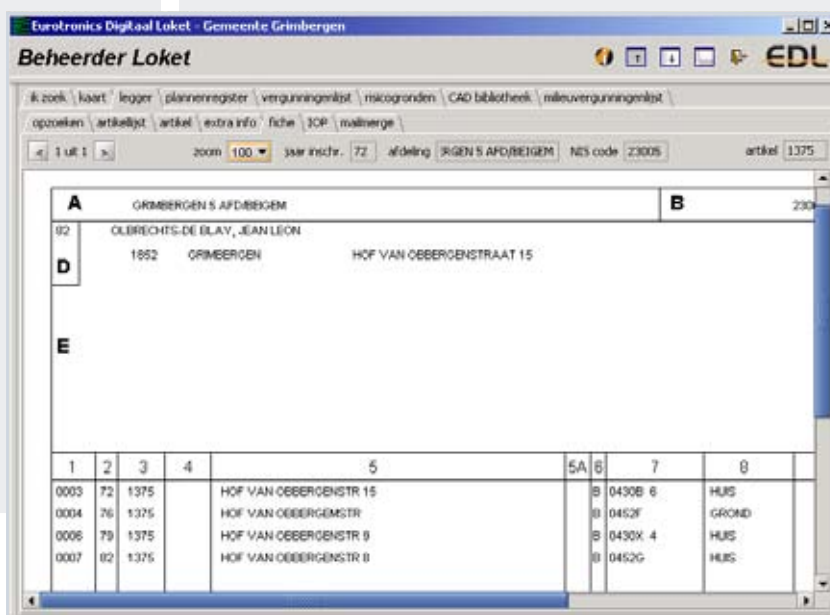 Eurotronics Digitaal Loket - Gemeente Grimbergen
Beheerder Loket EDL
ik zoek kaart legger plannenregister vergunningenlijst risicogronden CAD bibliotheek milieuvergunningenlijst
opzoeken artikellijst artikel extra info fiche IOP mailmerge
1 uit 1 zoom 100 jaar inschr. 72 afdeling RGEN 5 AFD/BEIGEM NIS code 23005 artikel 1375
A GRIMBERGEN 5 AFD/BEIGEM B 230
82 OLBRECHTS-DE BLAY, JEAN LEON
1852 GRIMBERGEN HOF VAN OBBERGENSTRAAT 15
D
E
1 2 3 4 5 5A 6 7 8
0003 72 1375 HOF VAN OBBERGENSTR 15 B 0430B 6 HUIS
0004 76 1375 HOF VAN OBBERGEMSTR B 0452F GROND
0006 79 1375 HOF VAN OBBERGENSTR 9 B 0430X 4 HUIS
0007 82 1375 HOF VAN OBBERGENSTR 8 B 0452G HUIS